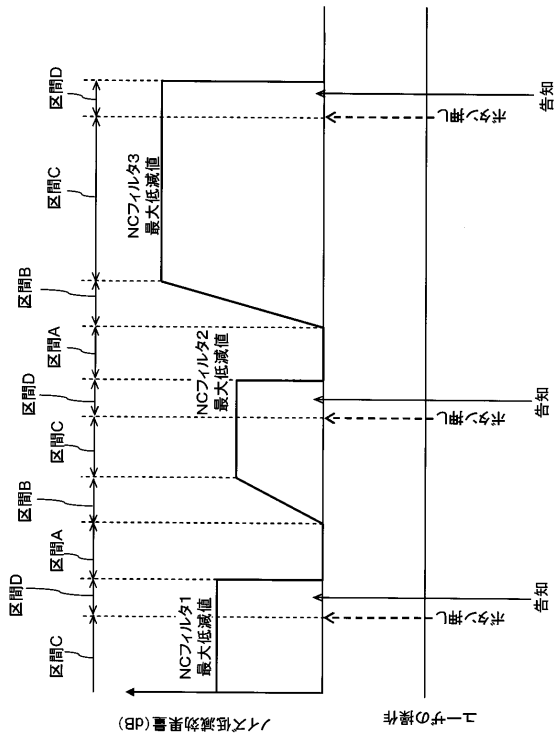 区間C
区間D
区間A
区間B
区間C
区間D
区間A
区間B
区間C
区間D
NCフィルタ1
最大低減値
NCフィルタ2
最大低減値
NCフィルタ3
最大低減値
ノイズ低減効果量(dB)
ユーザの操作
ボタン押し
告知
ボタン押し
告知
ボタン押し
告知